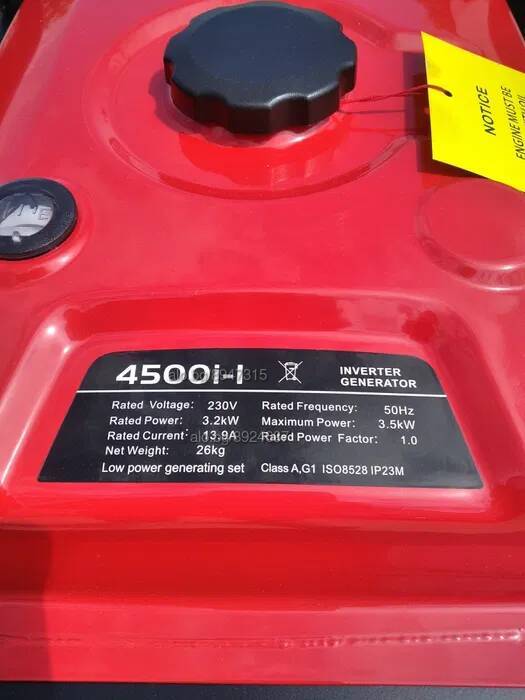 NOTICE
ENGINE MUST BE
E
4500i-i
INVERTER
GENERATOR
Rated Voltage: 230V
Rated Frequency: 50Hz
Rated Power: 3.2kW
Maximum Power: 3.5kW
Rated Current: 13.9A
Rated Power Factor: 1.0
Net Weight: 26kg
Low power generating set Class A,G1 ISO8528 IP23M